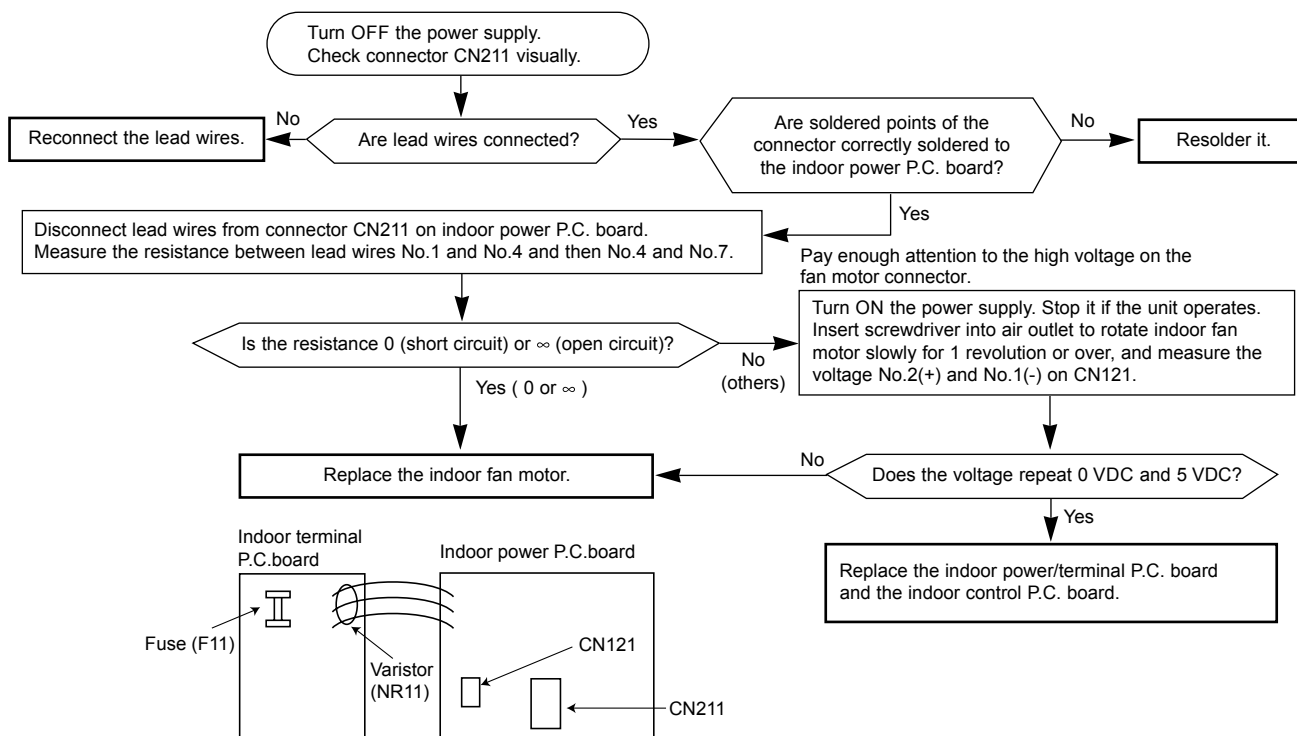 Turn OFF the power supply.
Check connector CN211 visually.
No
Yes
Reconnect the lead wires.
Are lead wires connected?
Are soldered points of the
connector correctly soldered to
the indoor power P.C. board?
No
Resolder it.
Yes
Disconnect lead wires from connector CN211 on indoor power P.C. board.
Measure the resistance between lead wires No.1 and No.4 and then No.4 and No.7.
Pay enough attention to the high voltage on the
fan motor connector.
Turn ON the power supply. Stop it if the unit operates.
Insert screwdriver into air outlet to rotate indoor fan
motor slowly for 1 revolution or over, and measure the
voltage No.2(+) and No.1(-) on CN121.
Is the resistance 0 (short circuit) or ∞ (open circuit)?
No
(others)
Yes ( 0 or ∞ )
Replace the indoor fan motor.
No
Does the voltage repeat 0 VDC and 5 VDC?
Yes
Replace the indoor power/terminal P.C. board
and the indoor control P.C. board.
Indoor terminal
P.C.board
Indoor power P.C.board
Fuse (F11)
Varistor
(NR11)
CN121
CN211